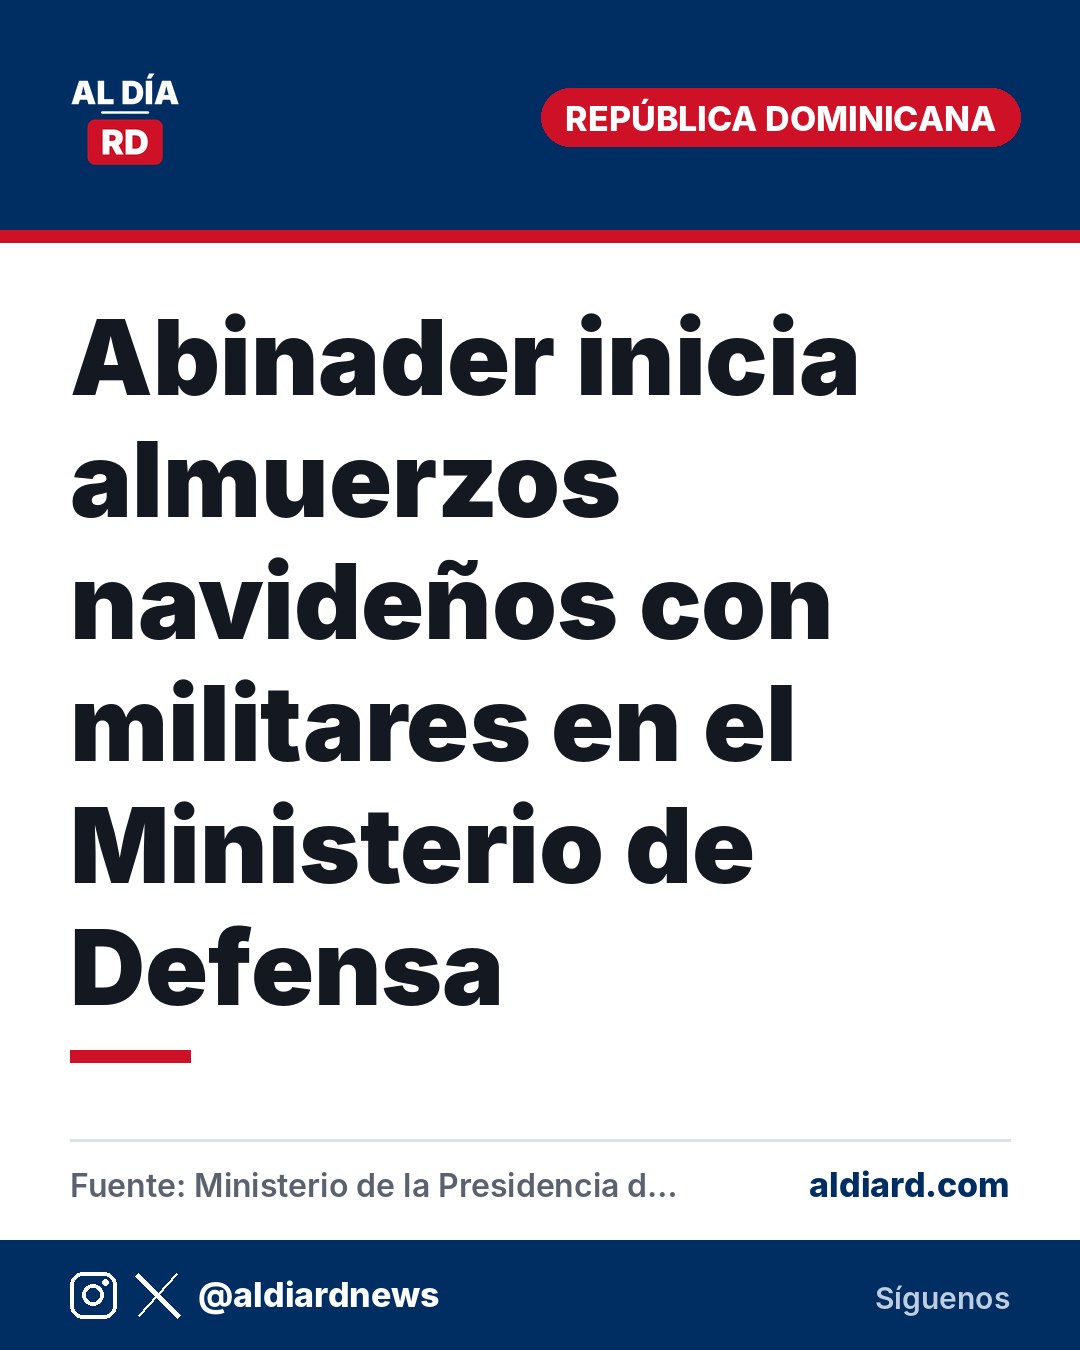 AL DÍA
RD
REPÚBLICA DOMINICANA
Abinader inicia
almuerzos
navideños con
militares en el
Ministerio de
Defensa
Fuente: Ministerio de la Presidencia d...
aldiard.com
@aldiardnews
Síguenos